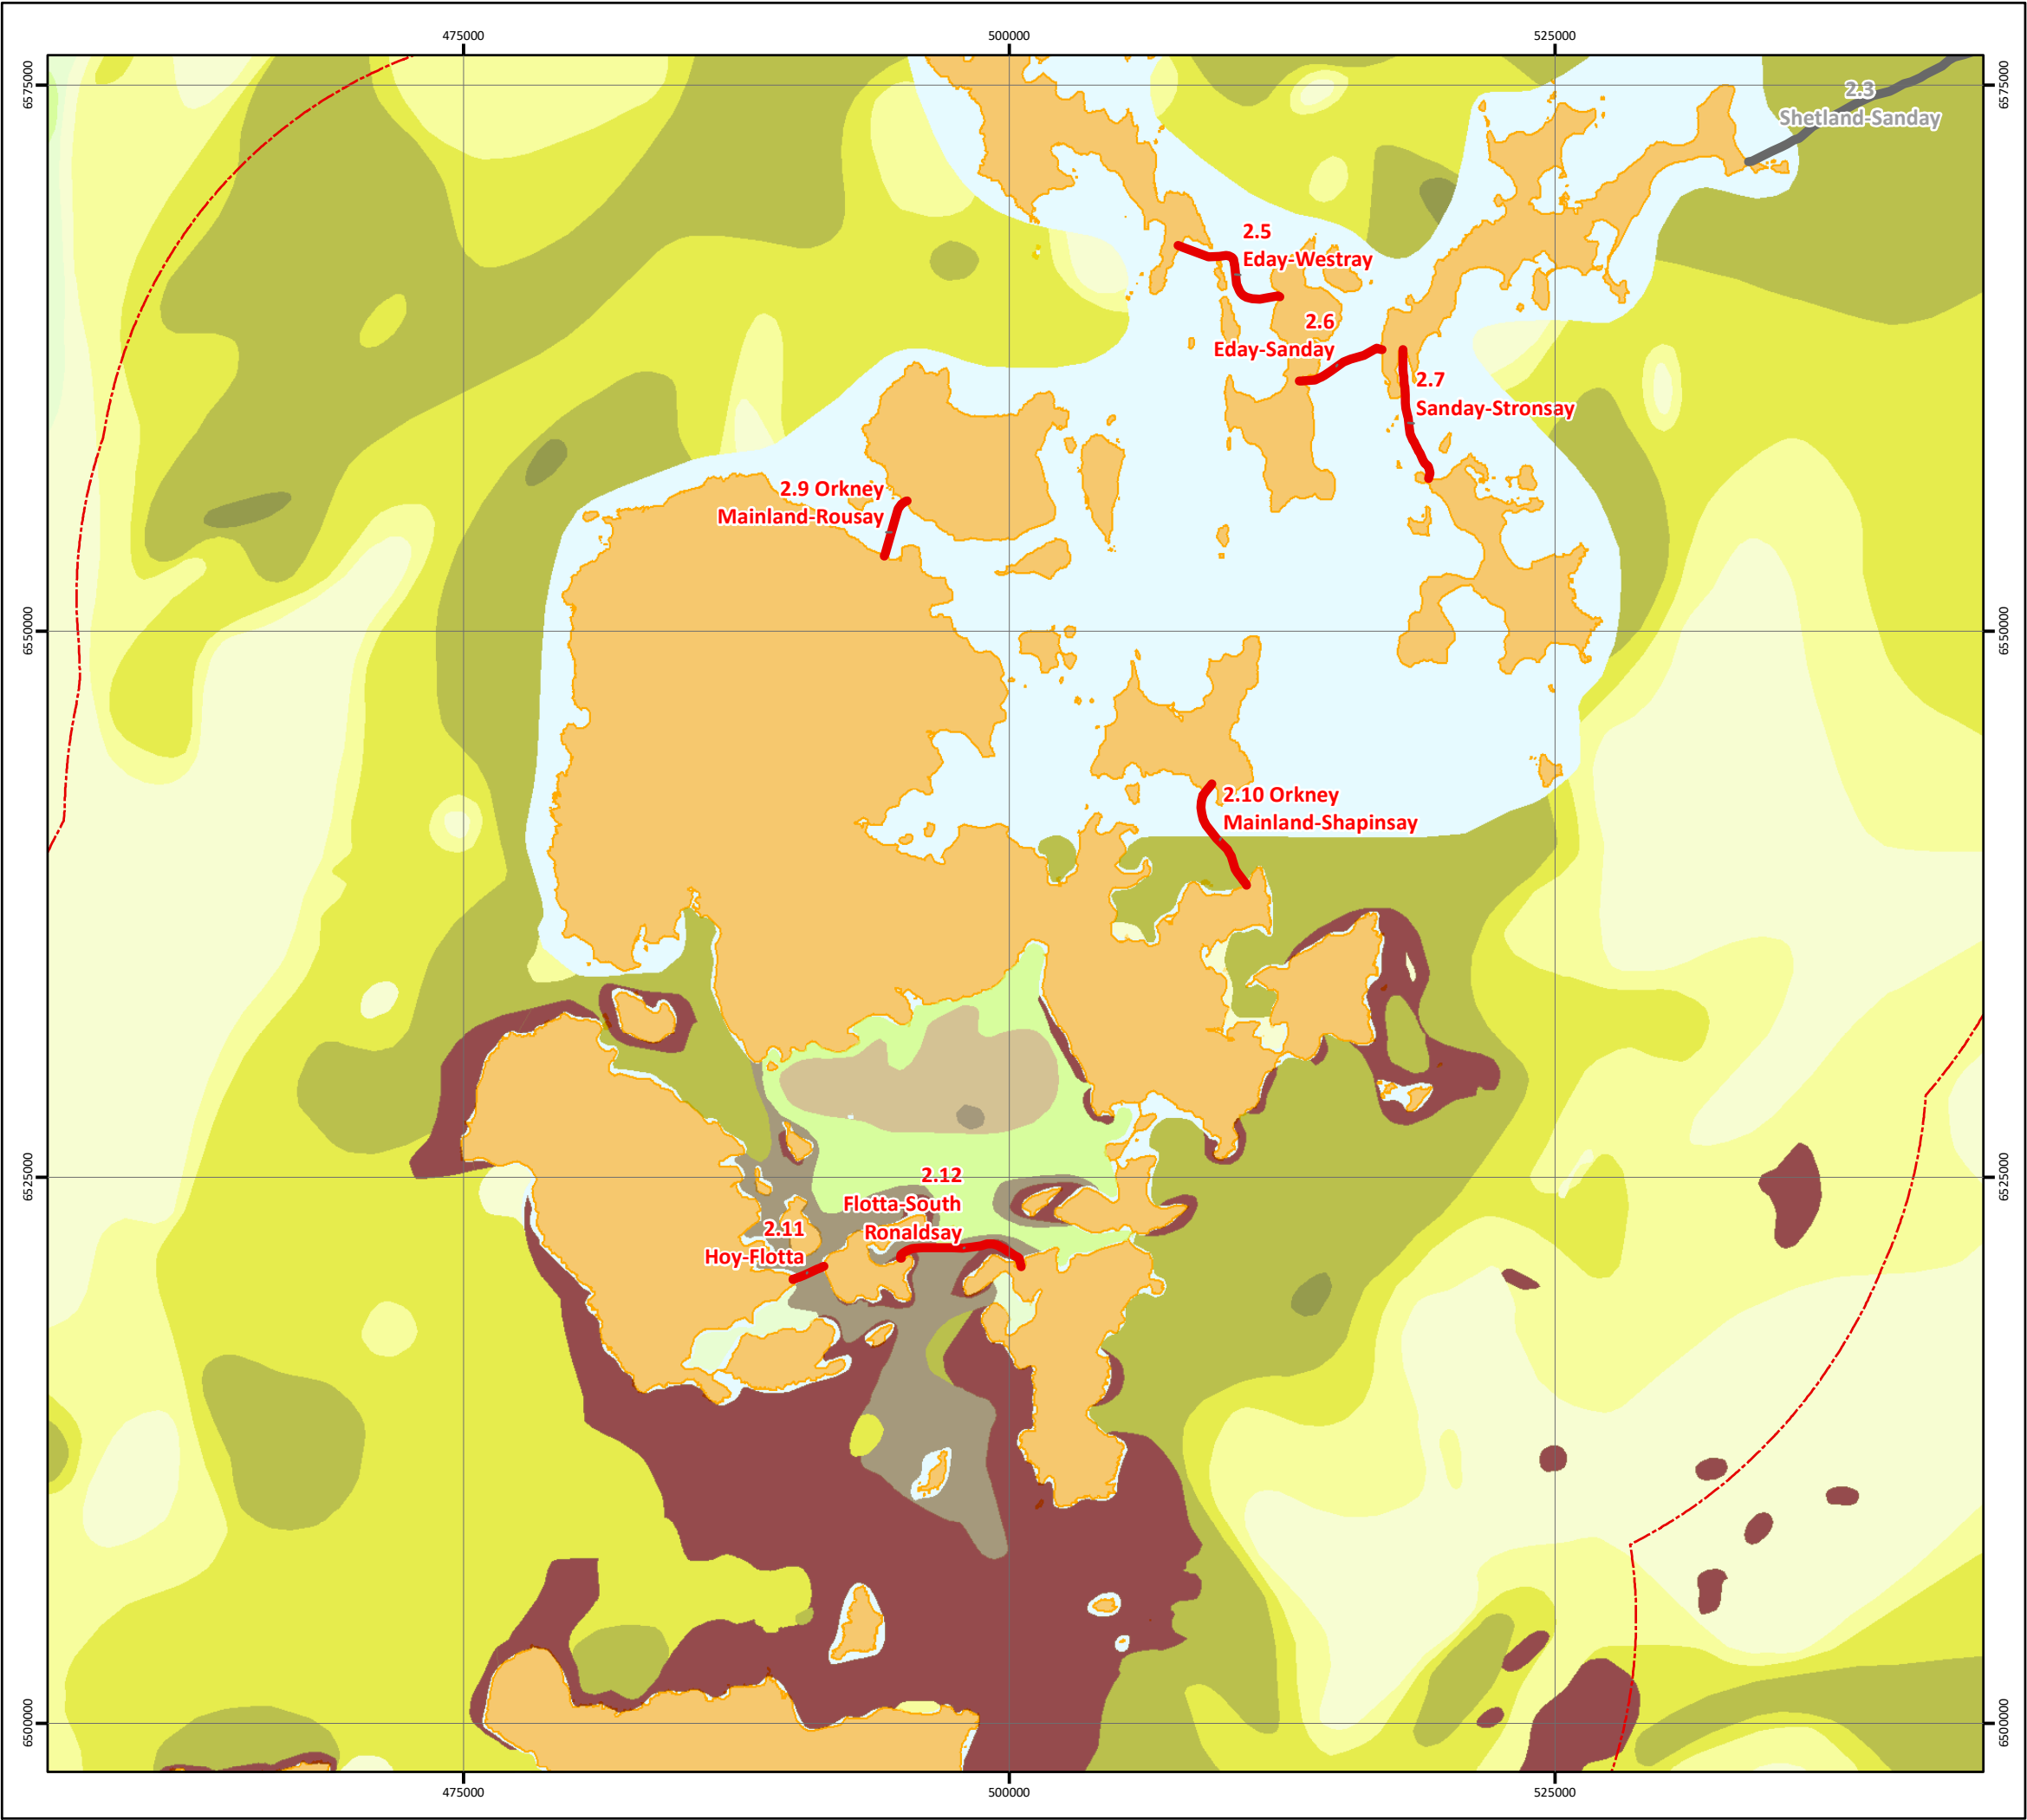 475000
500000
525000
6575000
6575000
2.3
Shetland-Sanday
2.5
Eday-Westray
2.6
Eday-Sanday
2.7
Sanday-Stronsay
2.9 Orkney
Mainland-Rousay
6550000
6550000
2.10 Orkney
Mainland-Shapinsay
6525000
6525000
2.12
Flotta-South
Ronaldsay
2.11
Hoy-Flotta
6500000
6500000
475000
500000
525000